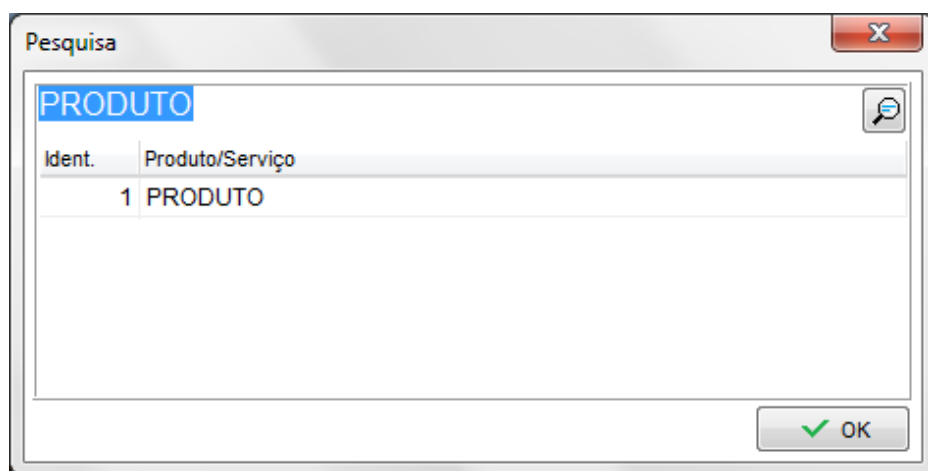 Pesquisa
PRODUTO
Ident. Produto/Serviço
1 PRODUTO
OK